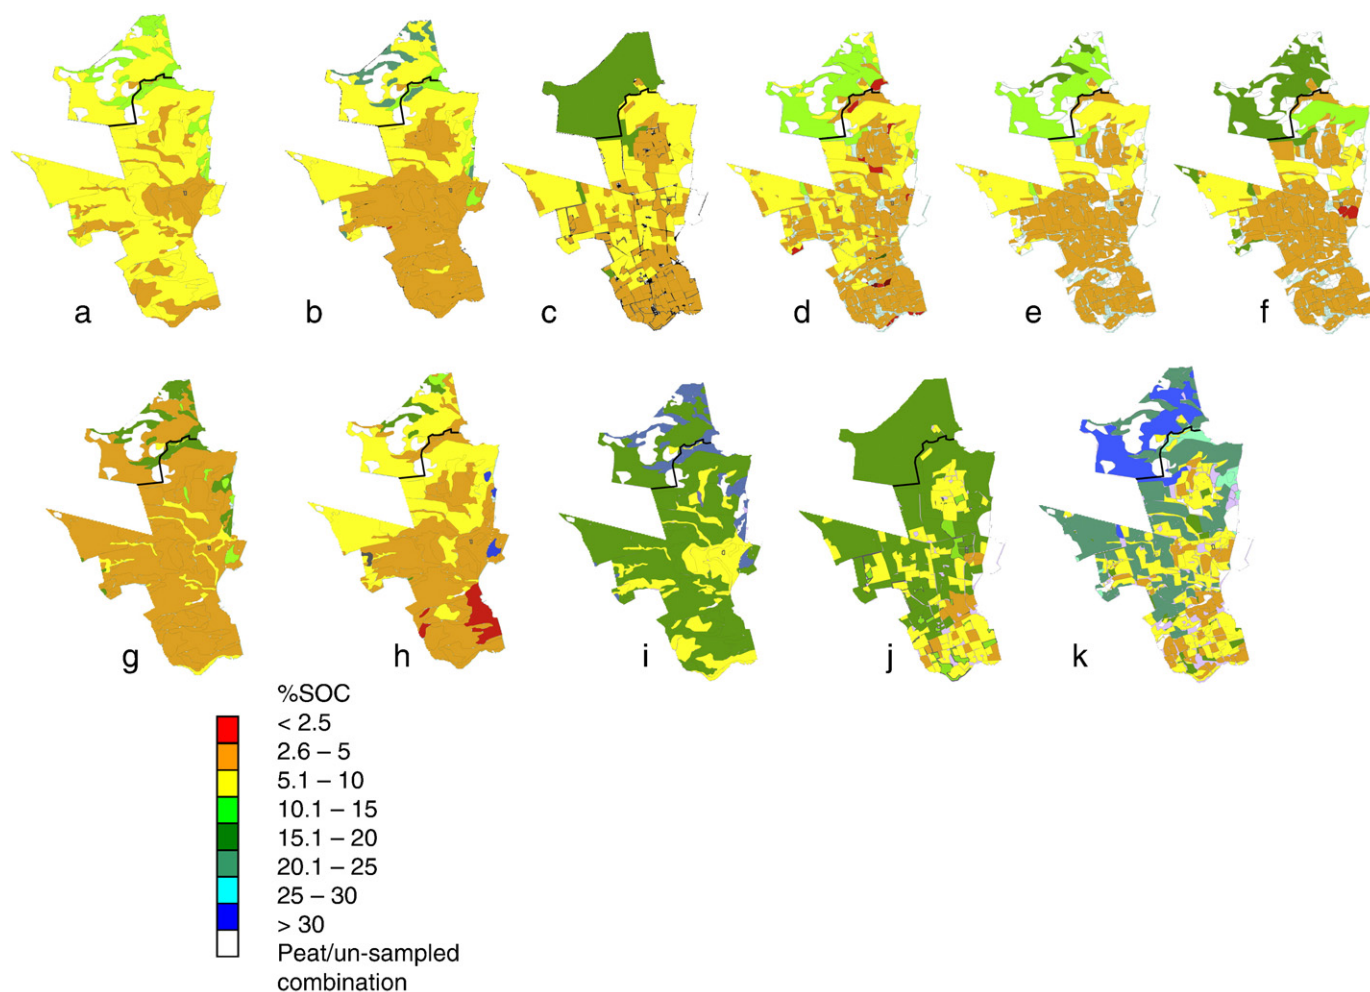 a
b
c
d
e
f
g
h
i
j
k
%SOC
< 2.5
2.6 – 5
5.1 – 10
10.1 – 15
15.1 – 20
20.1 – 25
25 – 30
> 30
Peat/un-sampled
combination